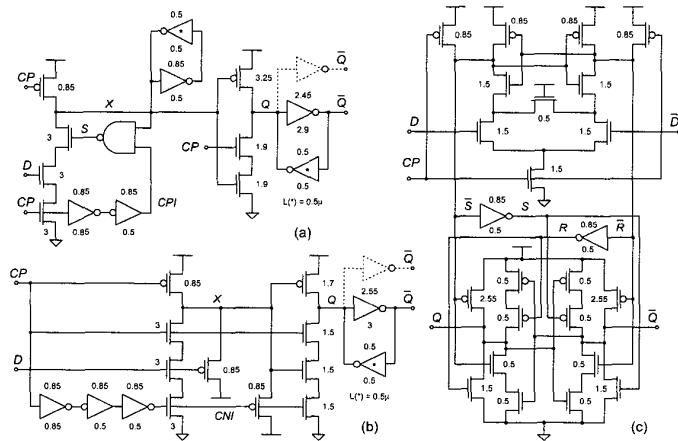 CP
0.85
X
0.5
0.5
0.85
0.5
3.25
Q
2.45
2.9
Q̅
Q̅
S
3
D
3
CP
3
0.85
0.85
0.85
0.5
CPI
CP
1.9
1.9
0.5
0.5
L(*) = 0.5μ
(a)
CP
0.85
X
1.7
Q
2.55
3
Q̅
Q̅
3
1.5
D
3
0.85
1.5
0.85
0.85
0.85
0.85
0.5
0.5
3
CNI
0.85
1.5
0.5
0.5
L(*) = 0.5μ
(b)
0.85
0.85
0.85
0.85
1.5
1.5
0.5
D
1.5
1.5
D̅
CP
1.5
S̅
0.85
0.5
S
R
0.85
0.5
R̅
2.55
0.5
0.5
0.5
0.5
2.55
Q
Q̅
0.5
0.5
1.5
0.5
0.5
1.5
(c)